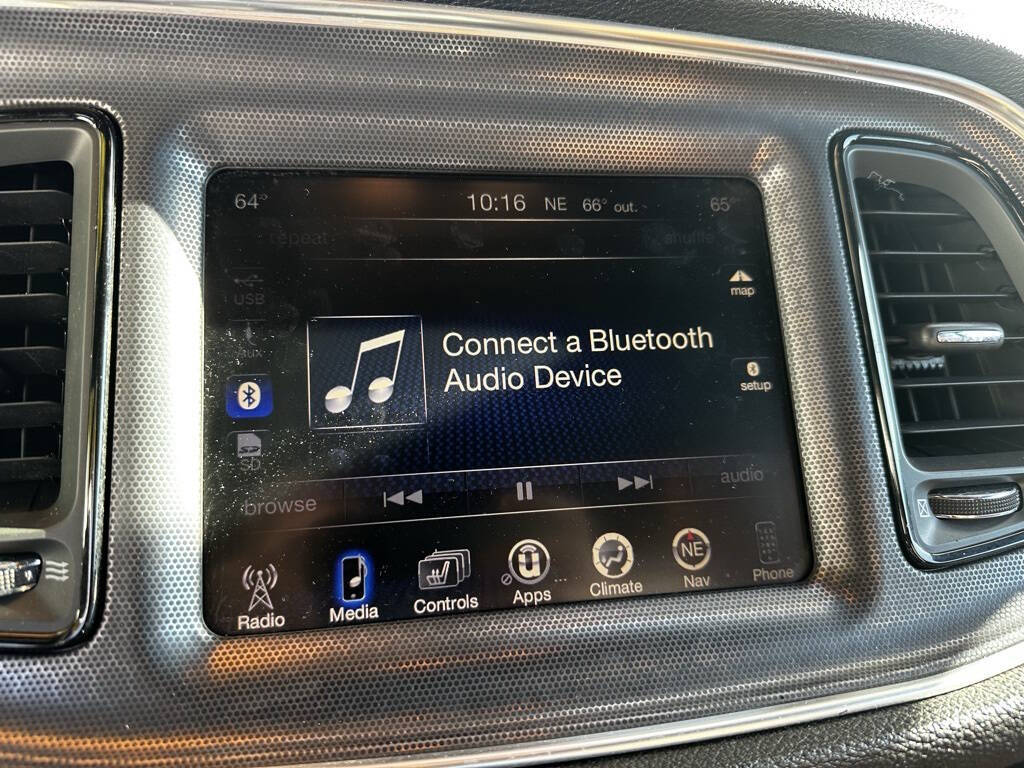 64° 10:16 NE 66° out. 65°
repeat shuffle
USB
map
AUX
Connect a Bluetooth
Audio Device
setup
SD
browse audio
Radio Media Controls Apps Climate NE Nav Phone